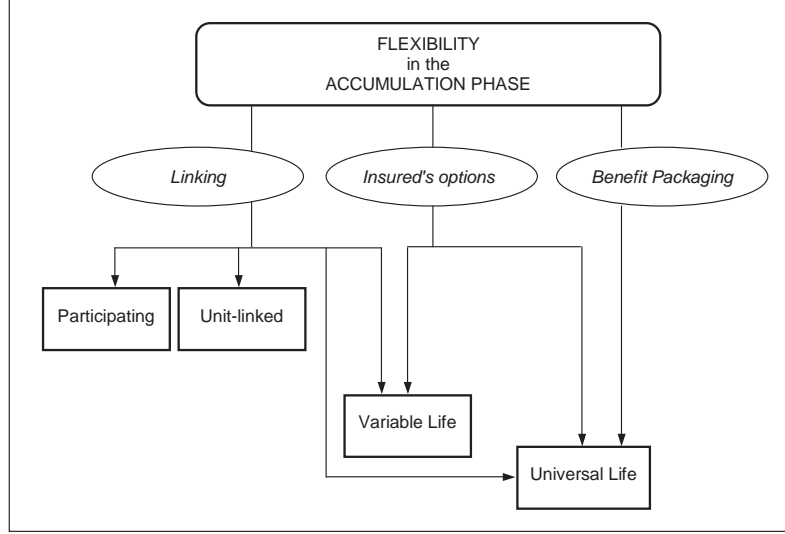 FLEXIBILITY
in the
ACCUMULATION PHASE
Linking
Insured's options
Benefit Packaging
Participating
Unit-linked
Variable Life
Universal Life